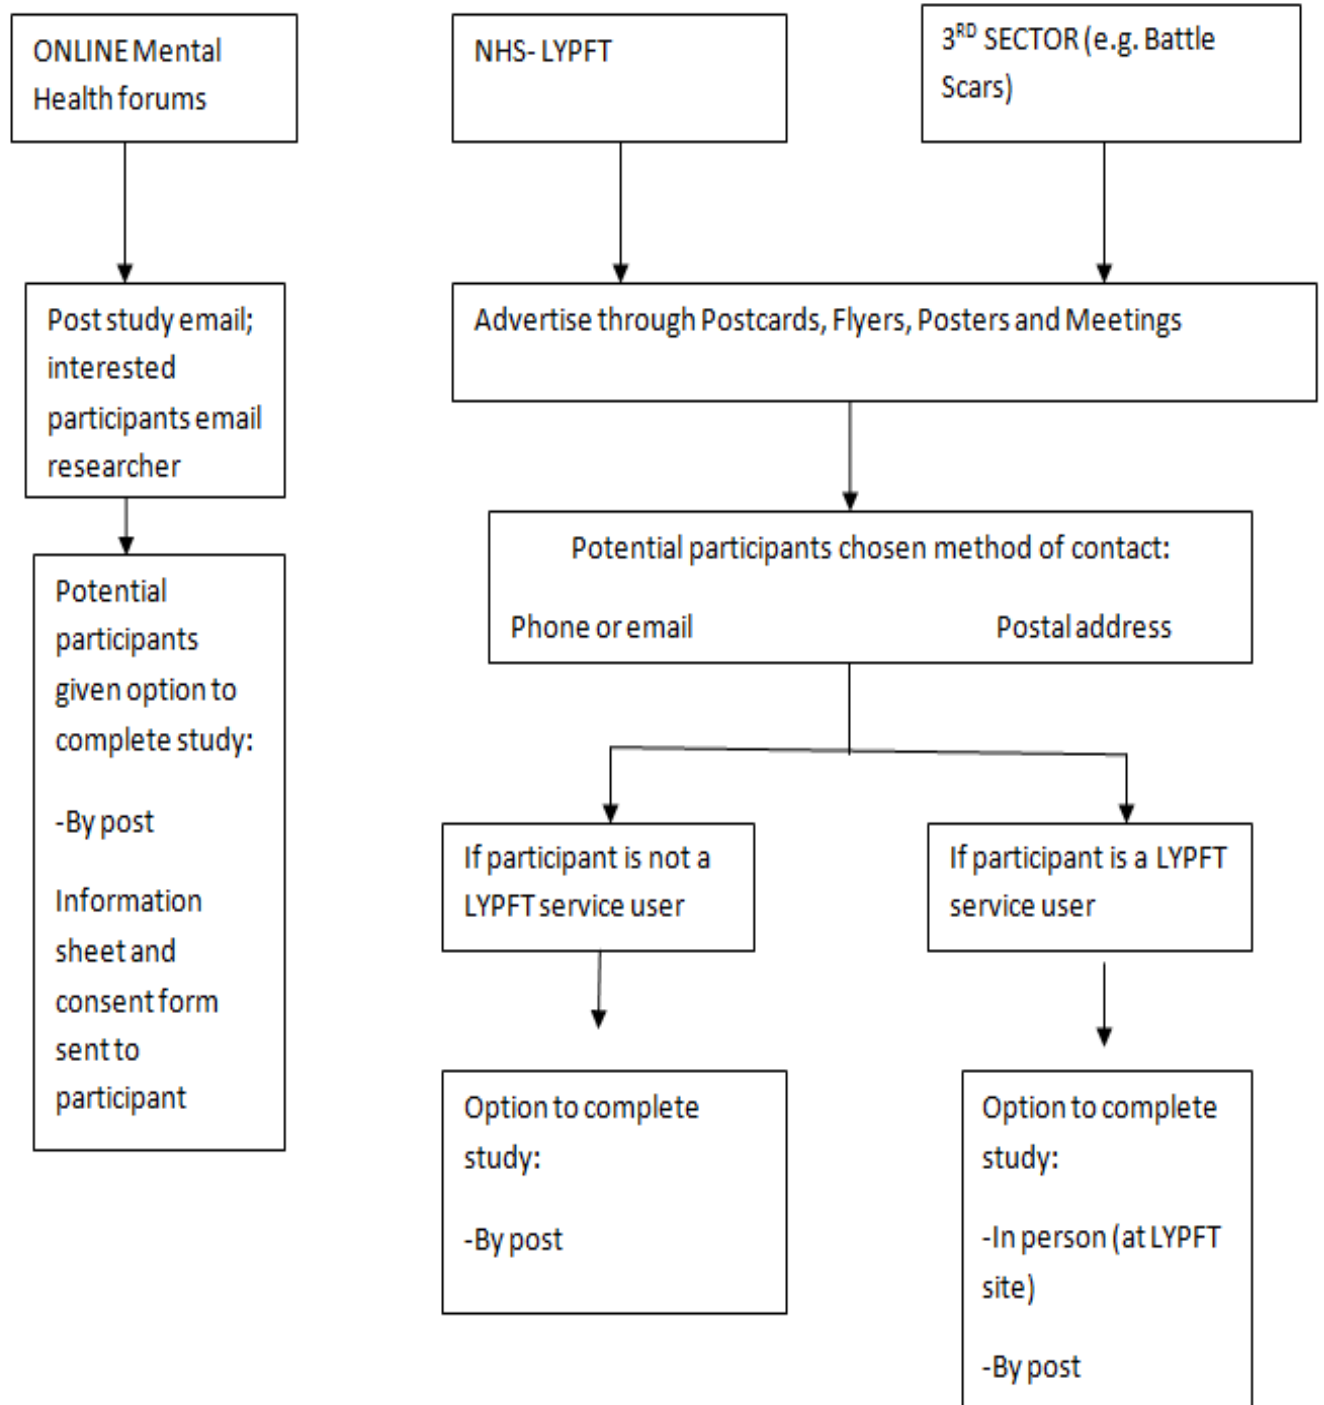 ONLINE Mental
Health forums
NHS- LYPFT
3RD SECTOR (e.g. Battle
Scars)
Post study email;
interested
participants email
researcher
Advertise through Postcards, Flyers, Posters and Meetings
Potential participants chosen method of contact:
Phone or email
Postal address
Potential
participants
given option to
complete study:
-By post
Information
sheet and
consent form
sent to
participant
If participant is not a
LYPFT service user
If participant is a LYPFT
service user
Option to complete
study:
-By post
Option to complete
study:
-In person (at LYPFT
site)
-By post